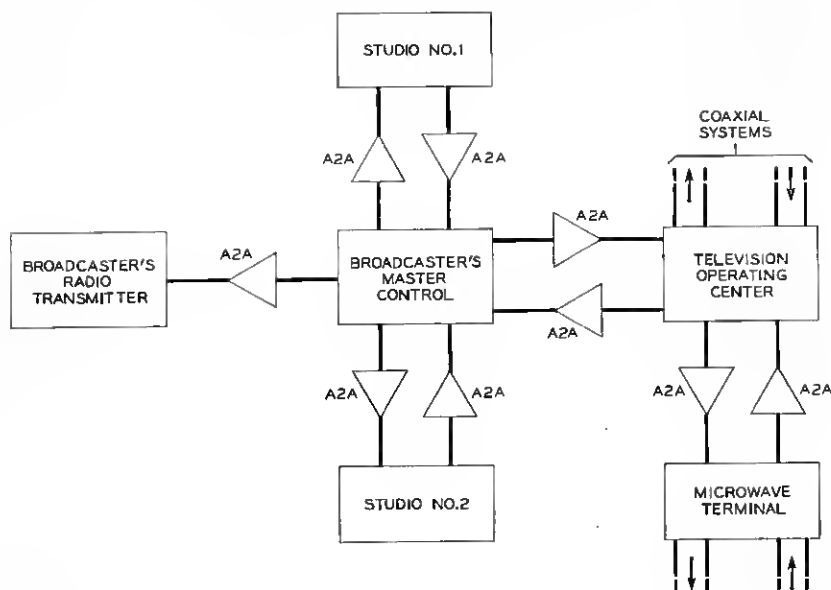 STUDIO NO.1
COAXIAL
SYSTEMS
A2A
A2A
A2A
BROADCASTER'S
RADIO
TRANSMITTER
A2A
BROADCASTER'S
MASTER
CONTROL
TELEVISION
OPERATING
CENTER
A2A
A2A
A2A
A2A
A2A
STUDIO NO.2
MICROWAVE
TERMINAL